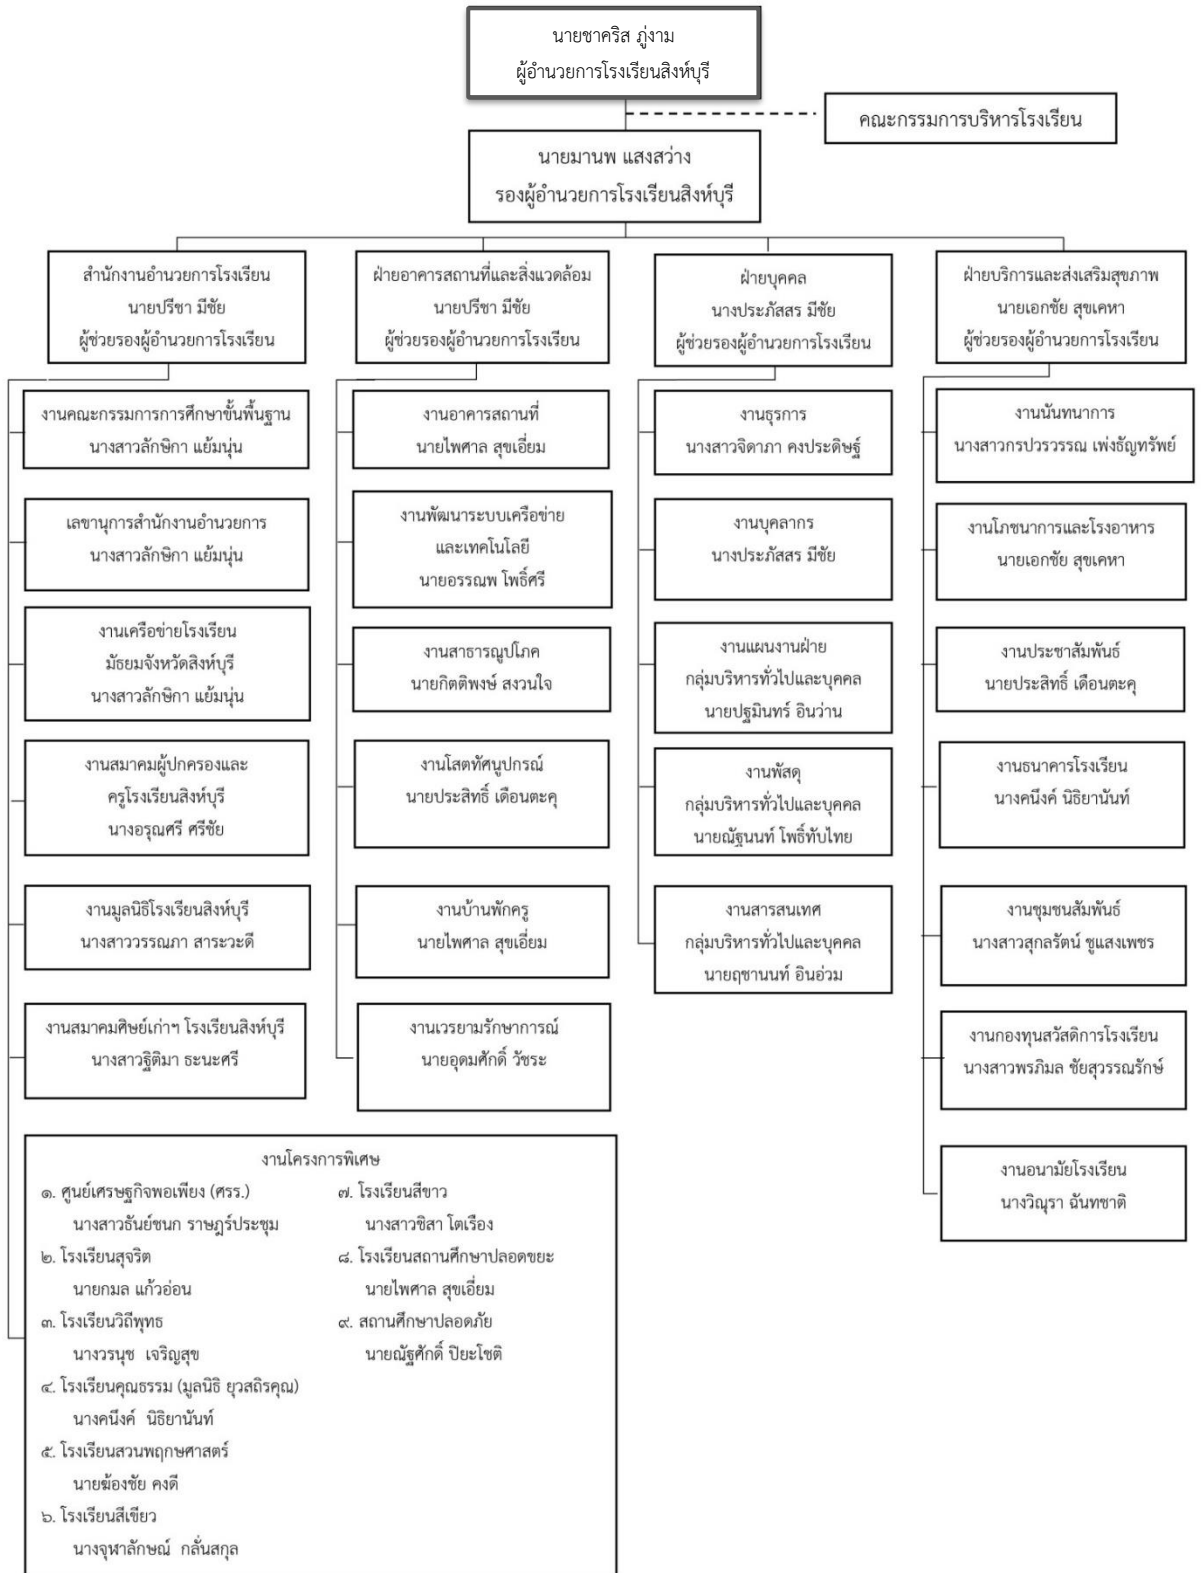 นายชาคริส ภู่งาม
ผู้อำนวยการโรงเรียนสิงห์บุรี
คณะกรรมการบริหารโรงเรียน
นายมานพ แสงสว่าง
รองผู้อำนวยการโรงเรียนสิงห์บุรี
สำนักงานอำนวยการโรงเรียน
นายปรีชา มีชัย
ผู้ช่วยรองผู้อำนวยการโรงเรียน
งานคณะกรรมการการศึกษาขั้นพื้นฐาน
นางสาวลักษิกา แย้มนุ่น
เลขานุการสำนักงานอำนวยการ
นางสาวลักษิกา แย้มนุ่น
งานเครือข่ายโรงเรียน
มัธยมจังหวัดสิงห์บุรี
นางสาวลักษิกา แย้มนุ่น
งานสมาคมผู้ปกครองและ
ครูโรงเรียนสิงห์บุรี
นางอรุณศรี ศรีชัย
งานมูลนิธิโรงเรียนสิงห์บุรี
นางสาววรรณภา สาระวะดี
งานสมาคมศิษย์เก่าฯ โรงเรียนสิงห์บุรี
นางสาวฐิติมา ธะนะศรี
ฝ่ายอาคารสถานที่และสิ่งแวดล้อม
นายปรีชา มีชัย
ผู้ช่วยรองผู้อำนวยการโรงเรียน
งานอาคารสถานที่
นายไพศาล สุขเอี่ยม
งานพัฒนาระบบเครือข่าย
และเทคโนโลยี
นายอรรณพ โพธิ์ศรี
งานสาธารณูปโภค
นายกิตติพงษ์ สงวนใจ
งานโสตทัศนูปกรณ์
นายประสิทธิ์ เดือนตะคุ
งานบ้านพักครู
นายไพศาล สุขเอี่ยม
งานเวรยามรักษาการณ์
นายอุดมศักดิ์ วัชระ
ฝ่ายบุคคล
นางประภัสสร มีชัย
ผู้ช่วยรองผู้อำนวยการโรงเรียน
งานธุรการ
นางสาวจิดาภา คงประดิษฐ์
งานบุคลากร
นางประภัสสร มีชัย
งานแผนงานฝ่าย
กลุ่มบริหารทั่วไปและบุคคล
นายปฐมินทร์ อินว่าน
งานพัสดุ
กลุ่มบริหารทั่วไปและบุคคล
นายณัฐนนท์ โพธิ์ทับไทย
งานสารสนเทศ
กลุ่มบริหารทั่วไปและบุคคล
นายฤชานนท์ อินอ่วม
ฝ่ายบริการและส่งเสริมสุขภาพ
นายเอกชัย สุขเคหา
ผู้ช่วยรองผู้อำนวยการโรงเรียน
งานนันทนาการ
นางสาวกรปวรวรรณ เพ่งธัญทรัพย์
งานโภชนาการและโรงอาหาร
นายเอกชัย สุขเคหา
งานประชาสัมพันธ์
นายประสิทธิ์ เดือนตะคุ
งานธนาคารโรงเรียน
นางคนึงค์ นิธิยานันท์
งานชุมชนสัมพันธ์
นางสาวสุกลรัตน์ ชูแสงเพชร
งานกองทุนสวัสดิการโรงเรียน
นางสาวพรภิมล ชัยสุวรรณรักษ์
งานอนามัยโรงเรียน
นางวิณุรา ฉันทชาติ
งานโครงการพิเศษ
๑. ศูนย์เศรษฐกิจพอเพียง (ศรร.)
นางสาวธันย์ชนก ราษฎร์ประชุม
๒. โรงเรียนสุจริต
นายกมล แก้วอ่อน
๓. โรงเรียนวิถีพุทธ
นางวรนุช เจริญสุข
๔. โรงเรียนคุณธรรม (มูลนิธิ ยุวสถิรคุณ)
นางคนึงค์ นิธิยานันท์
๕. โรงเรียนสวนพฤกษศาสตร์
นายฆ้องชัย คงดี
๖. โรงเรียนสีเขียว
นางจุฬาลักษณ์ กลั่นสกุล
๗. โรงเรียนสีขาว
นางสาวชิสา โตเรือง
๘. โรงเรียนสถานศึกษาปลอดขยะ
นายไพศาล สุขเอี่ยม
๙. สถานศึกษาปลอดภัย
นายณัฐศักดิ์ ปิยะโชติ